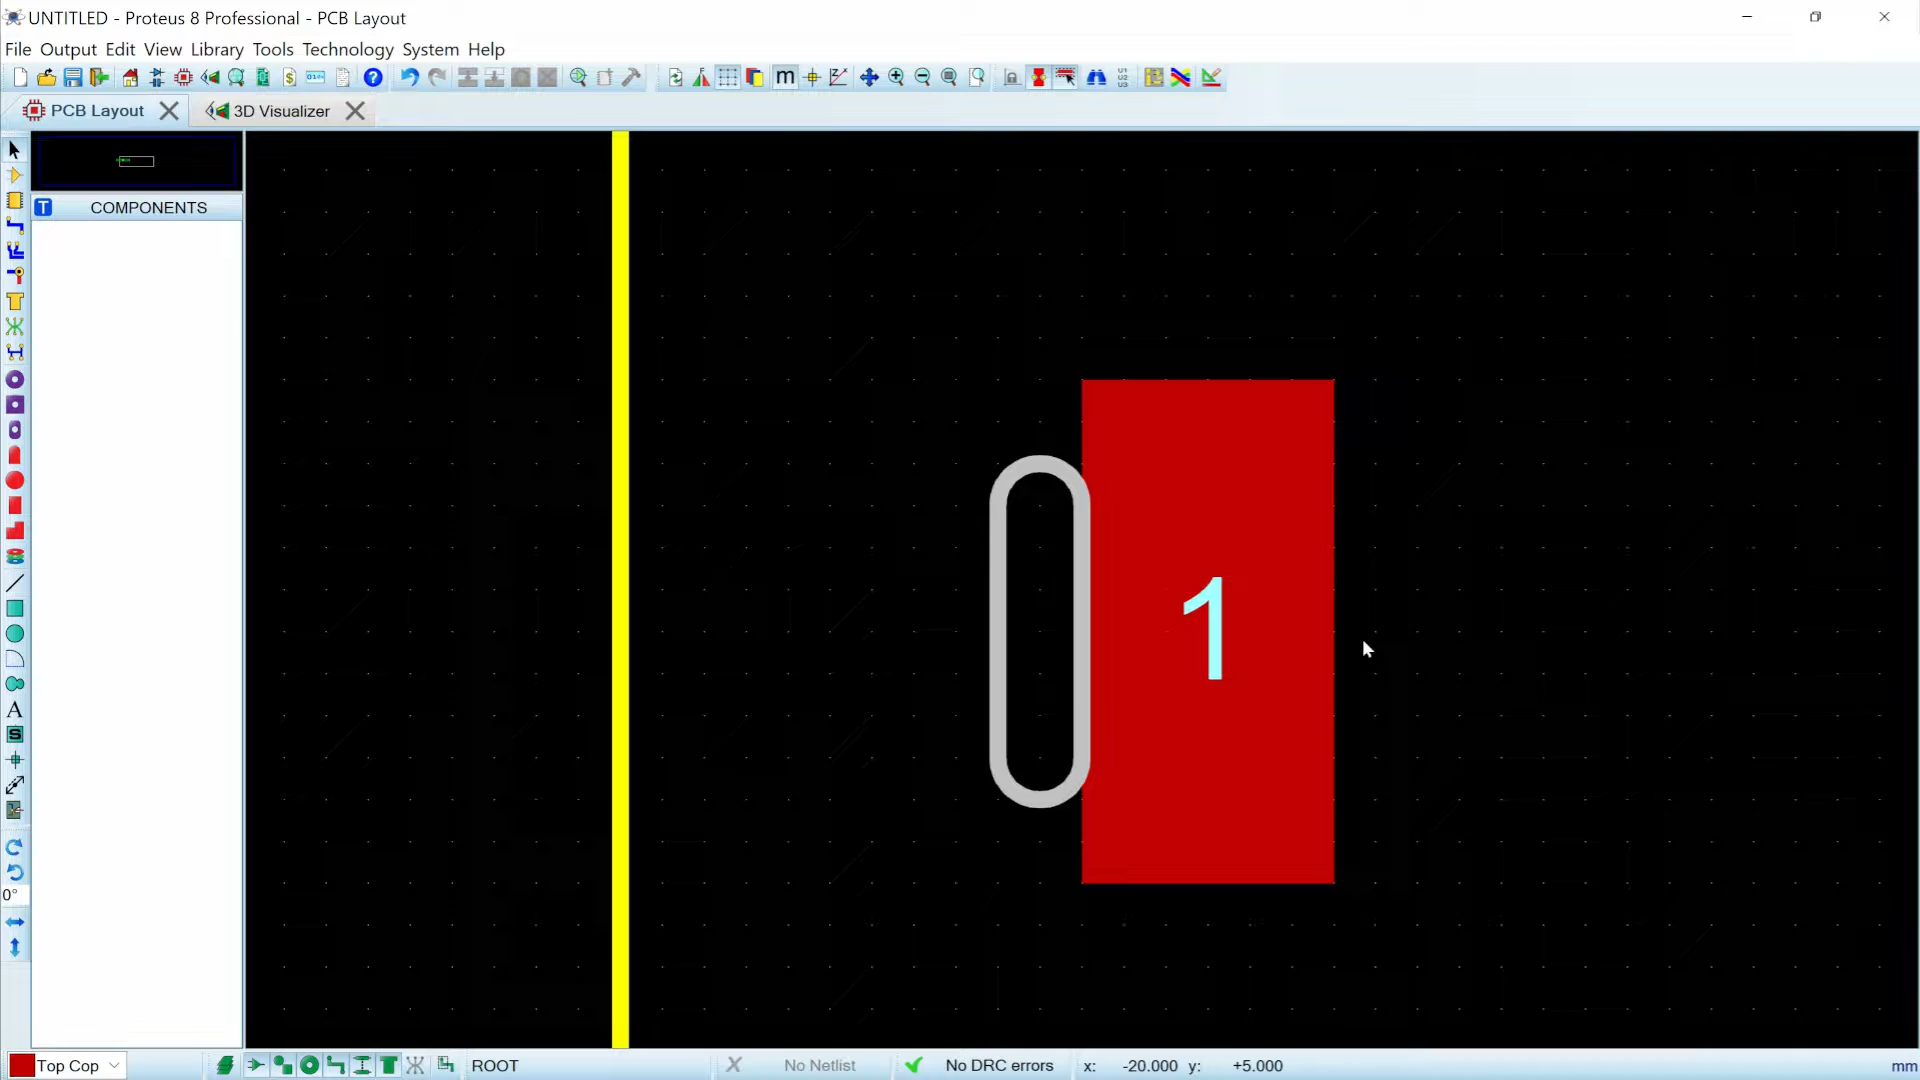 UNTITLED - Proteus 8 Professional - PCB Layout
File Output Edit View Library Tools Technology System Help
m
PCB Layout 3D Visualizer
T COMPONENTS
1
A
S
0°
Top Cop ROOT No Netlist No DRC errors x: -20.000 y: +5.000 mm